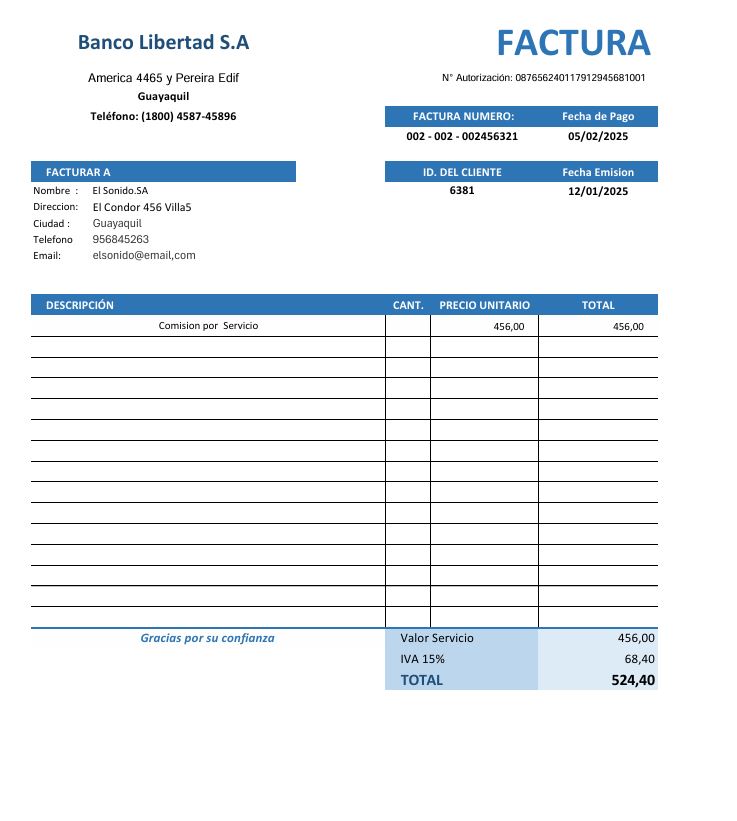 Banco Libertad S.A
FACTURA
America 4465 y Pereira Edif
N° Autorización: 087656240117912945681001
Guayaquil
Teléfono: (1800) 4587-45896
FACTURA NUMERO: Fecha de Pago
002 - 002 - 002456321 05/02/2025
FACTURAR A
ID. DEL CLIENTE Fecha Emision
6381 12/01/2025
Nombre : El Sonido.SA
Direccion: El Condor 456 Villa5
Ciudad : Guayaquil
Telefono 956845263
Email: elsonido@email,com
DESCRIPCIÓN CANT. PRECIO UNITARIO TOTAL
Comision por Servicio 456,00 456,00
Gracias por su confianza
Valor Servicio 456,00
IVA 15% 68,40
TOTAL 524,40